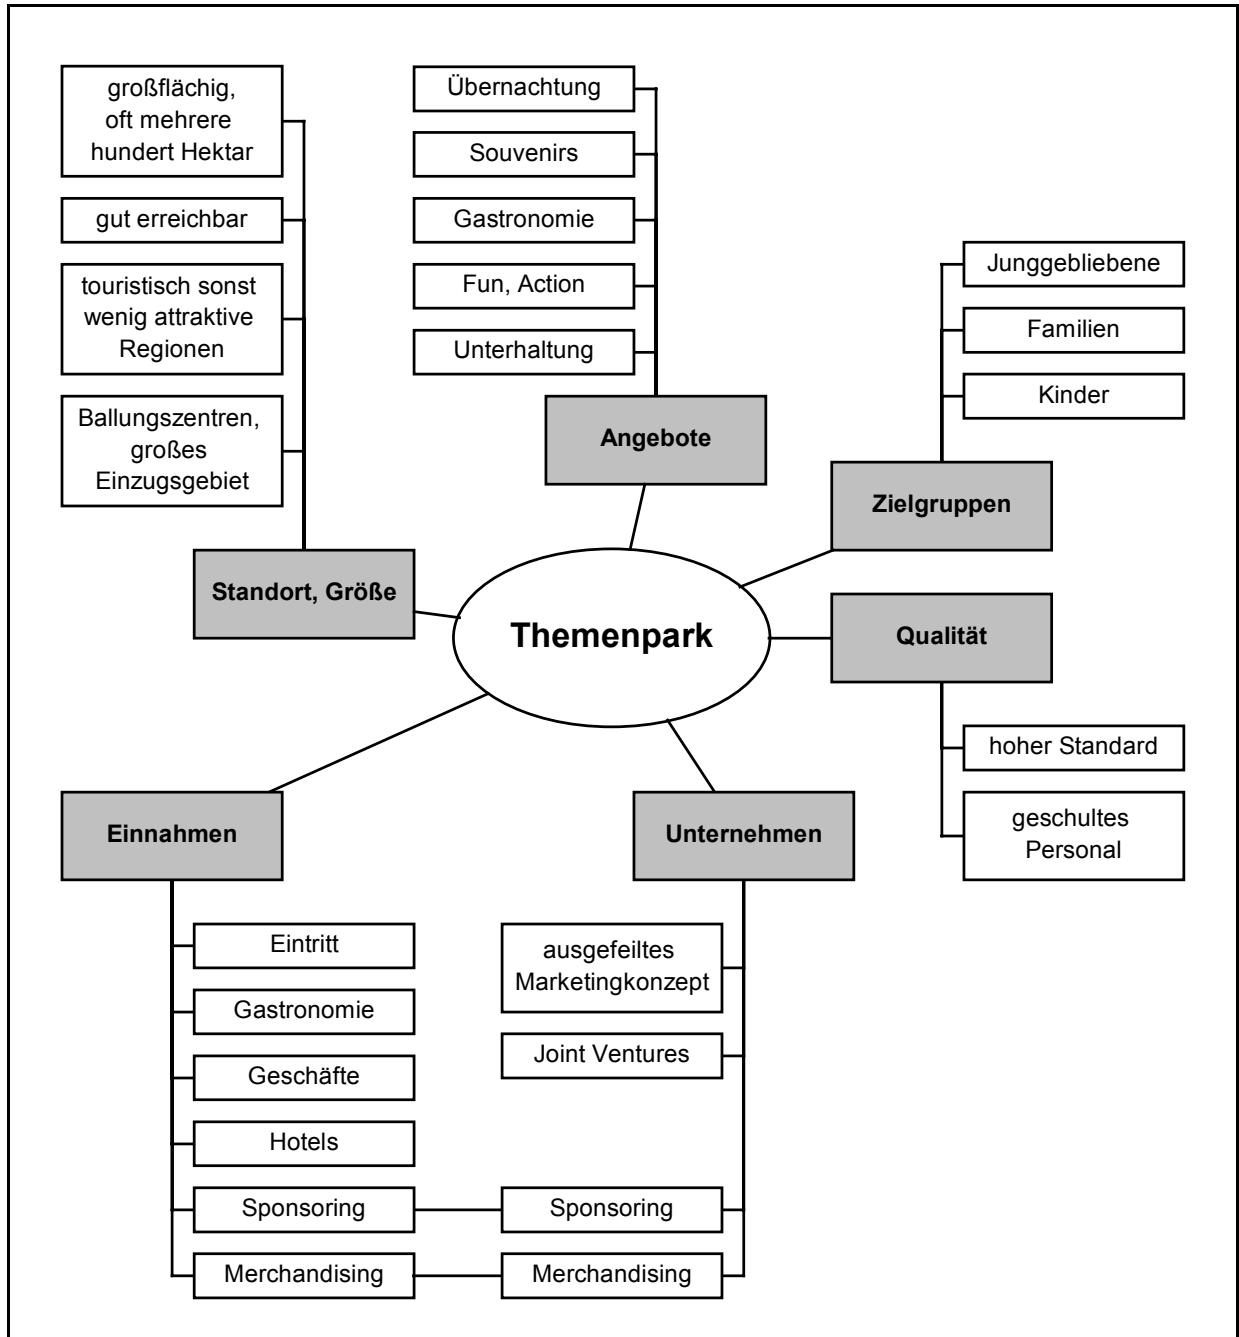 großflächig,
oft mehrere
hundert Hektar
gut erreichbar
touristisch sonst
wenig attraktive
Regionen
Ballungszentren,
großes
Einzugsgebiet
Standort, Größe
Übernachtung
Souvenirs
Gastronomie
Fun, Action
Unterhaltung
Angebote
Junggebliebene
Familien
Kinder
Zielgruppen
Themenpark
Qualität
hoher Standard
geschultes
Personal
Einnahmen
Eintritt
Gastronomie
Geschäfte
Hotels
Sponsoring
Merchandising
Unternehmen
ausgefeiltes
Marketingkonzept
Joint Ventures
Sponsoring
Merchandising